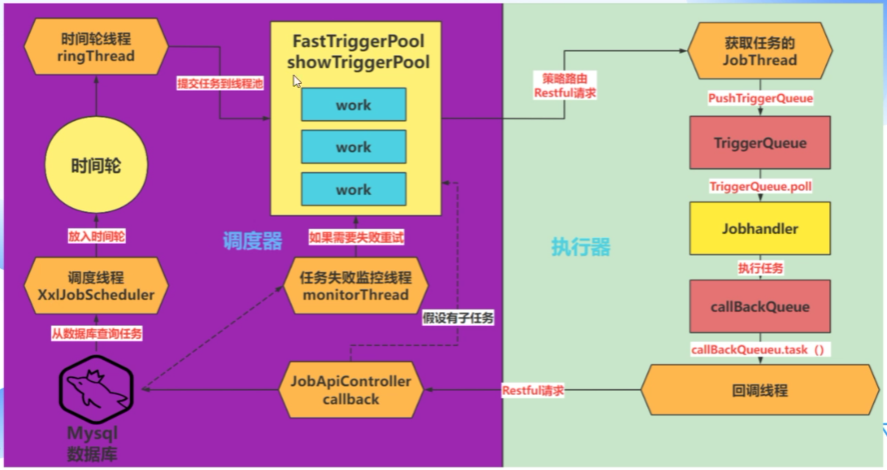 时间轮线程
ringThread
提交任务到线程池
FastTriggerPool
showTriggerPool
work
work
work
策略路由
Restful请求
获取任务的
JobThread
PushTriggerQueue
TriggerQueue
TriggerQueue.poll
Jobhandler
执行任务
callBackQueue
callBackQueueu.task（）
回调线程
Restful请求
执行器
调度器
时间轮
放入时间轮
调度线程
XxlJobScheduler
从数据库查询任务
Mysql
数据库
如果需要失败重试
任务失败监控线程
monitorThread
假设有子任务
JobApiController
callback